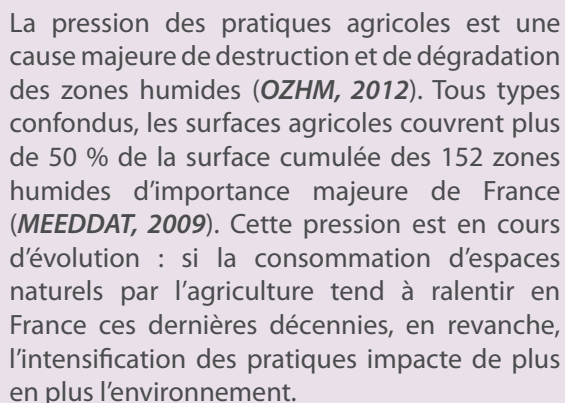 La pression des pratiques agricoles est une
cause majeure de destruction et de dégradation
des zones humides (OZHM, 2012). Tous types
confondus, les surfaces agricoles couvrent plus
de 50 % de la surface cumulée des 152 zones
humides d’importance majeure de France
(MEEDDAT, 2009). Cette pression est en cours
d’évolution : si la consommation d’espaces
naturels par l’agriculture tend à ralentir en
France ces dernières décennies, en revanche,
l’intensification des pratiques impacte de plus
en plus l’environnement.